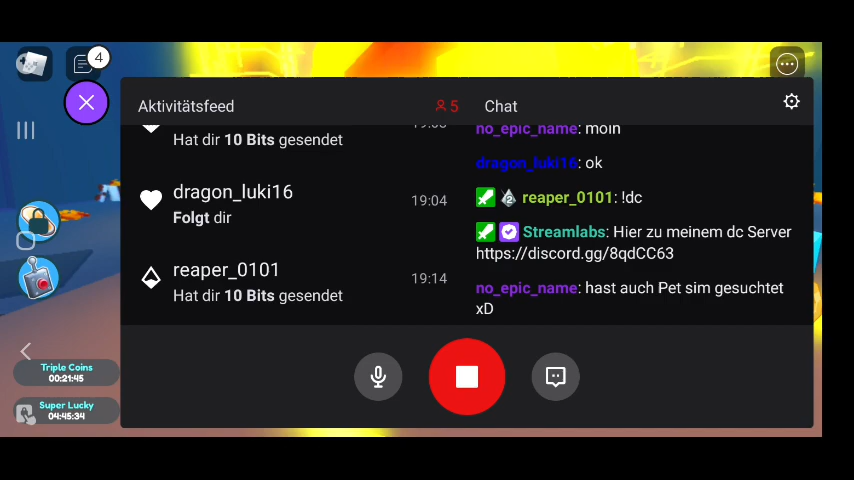 4
Aktivitätsfeed
5
Chat
Hat dir 10 Bits gesendet
no_epic_name: moin
dragon_luki16: ok
dragon_luki16
Folgt dir
19:04
reaper_0101: !dc
Streamlabs: Hier zu meinem dc Server
https://discord.gg/8qdCC63
reaper_0101
Hat dir 10 Bits gesendet
19:14
no_epic_name: hast auch Pet sim gesuchtet
xD
Triple Coins
00:21:45
Super Lucky
04:45:34